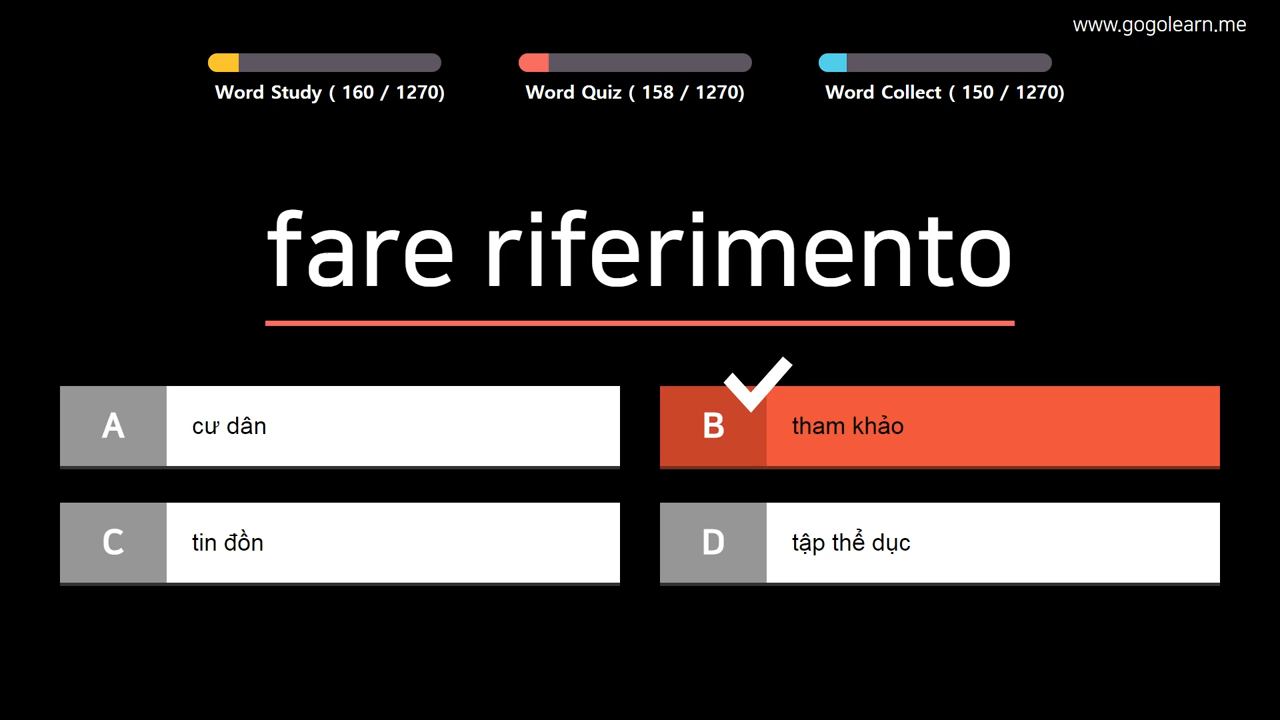 www.gogolearn.me
Word Study ( 160 / 1270)
Word Quiz ( 158 / 1270)
Word Collect ( 150 / 1270)
fare riferimento
A
cư dân
B
tham khảo
C
tin đồn
D
tập thể dục